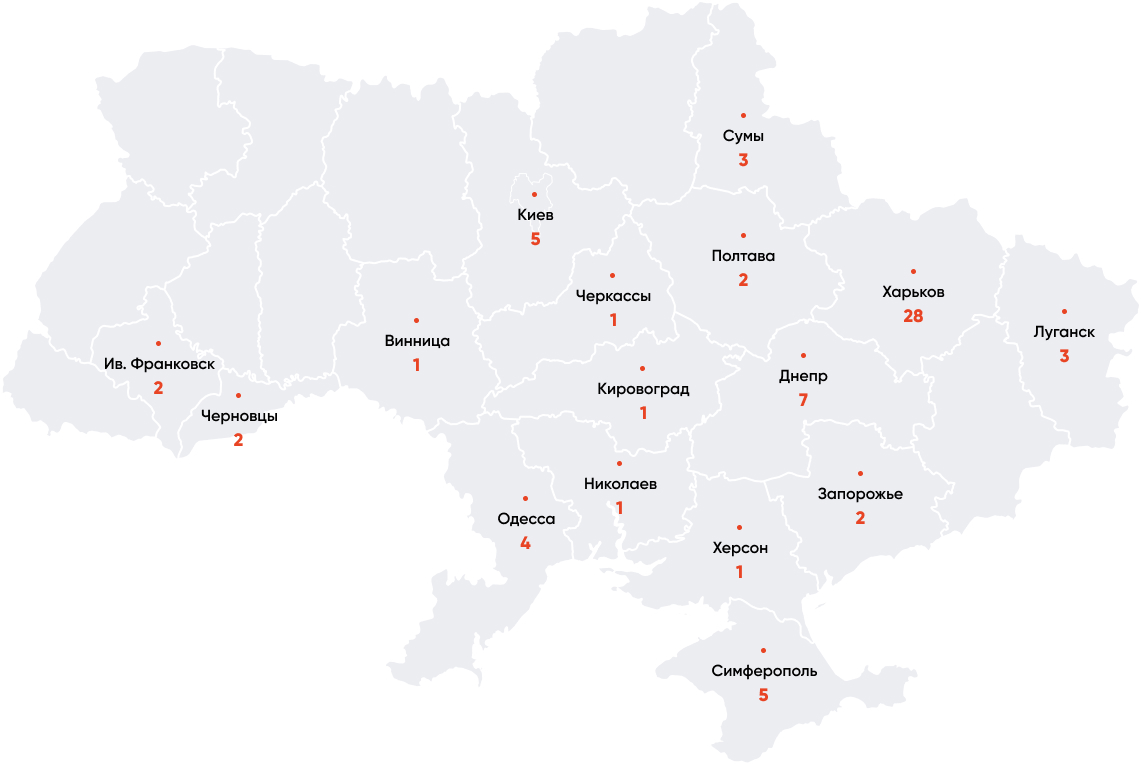 Сумы
3
Киев
5
Полтава
2
Черкассы
1
Харьков
28
Луганск
3
Винница
1
Ив. Франковск
2
Кировоград
1
Днепр
7
Черновцы
2
Николаев
1
Запорожье
2
Одесса
4
Херсон
1
Симферополь
5